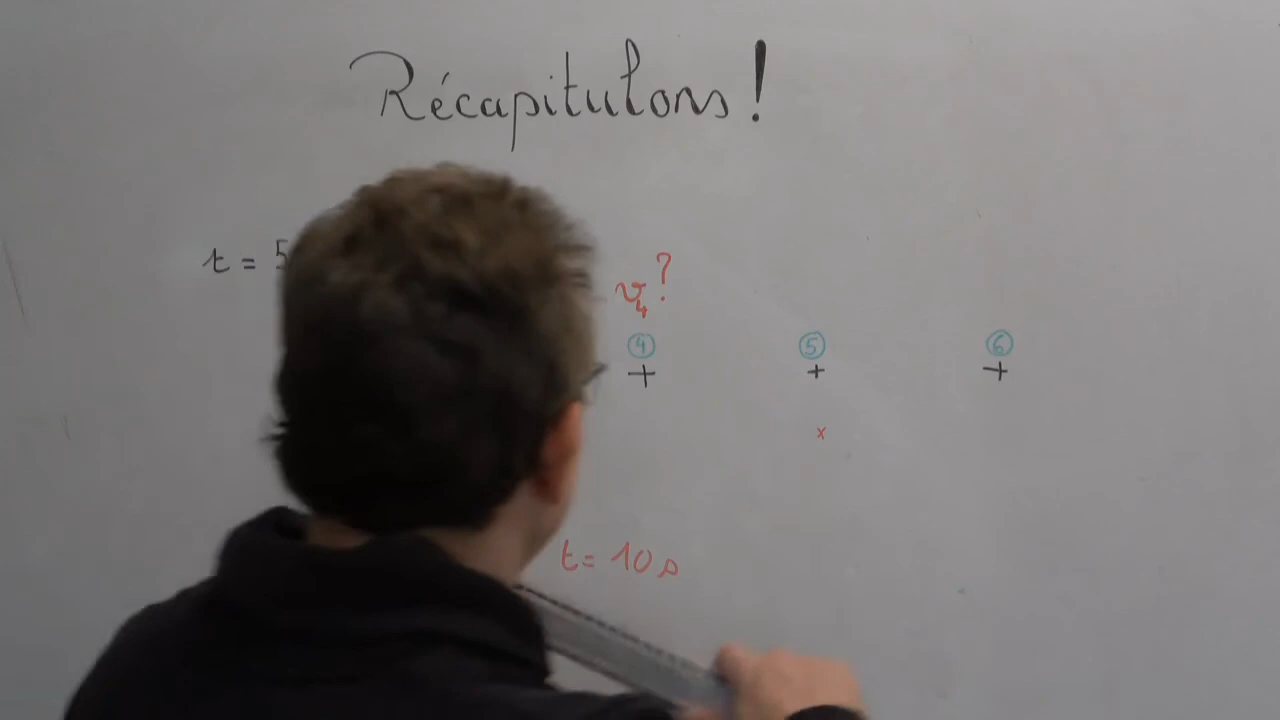 Récapitulons !
t = 5
v₄ ?
④ ⑤ ⑥
+ + +
x
t = 10 s